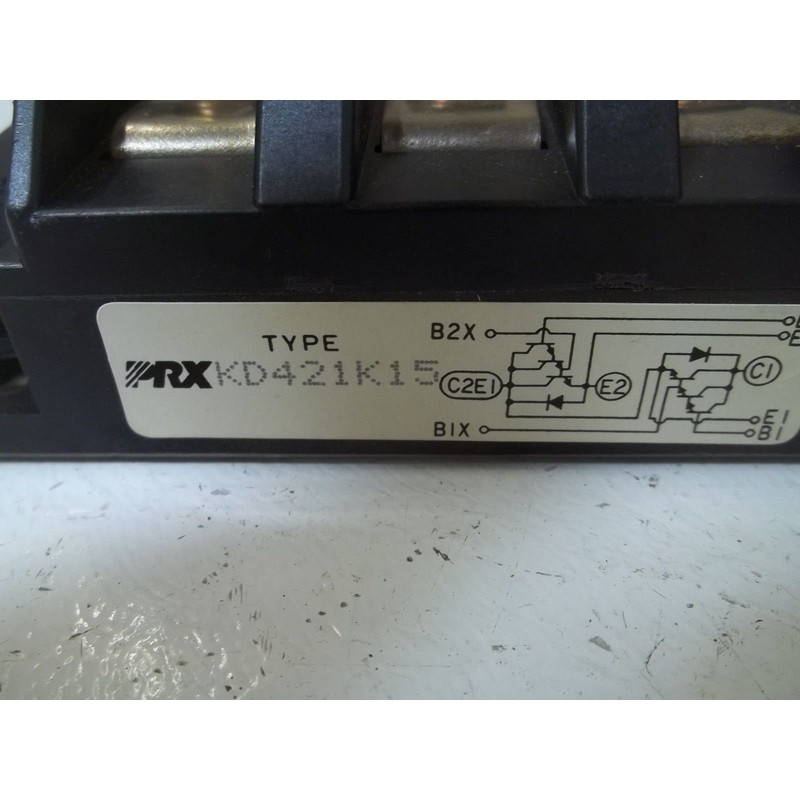 TYPE
PRX KD421K15
B2X
C2E1
E2
C1
B1X
E1
B1